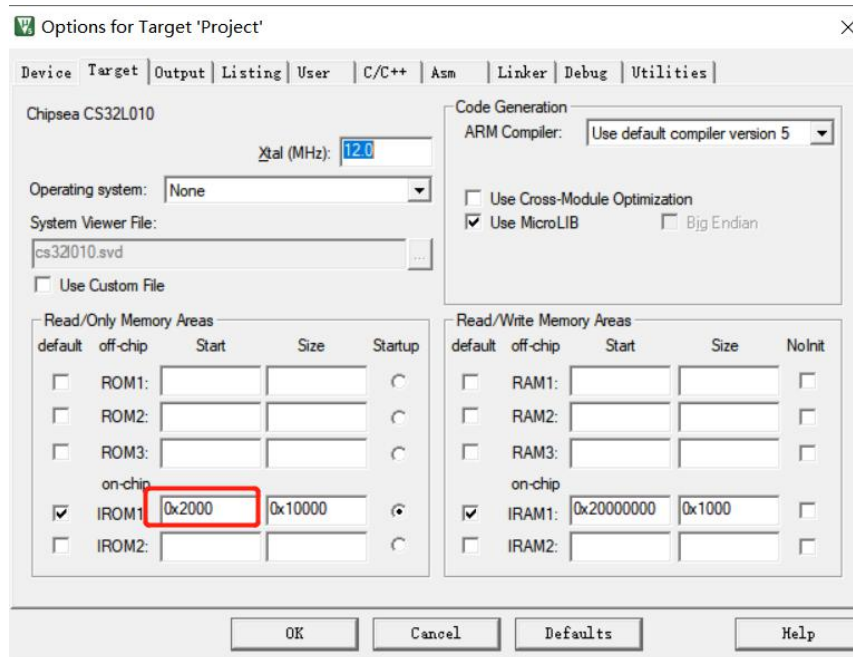 Options for Target 'Project'
Device Target Output Listing User C/C++ Asm Linker Debug Utilities
Chipsea CS32L010
Xtal (MHz): 12.0
Operating system: None
System Viewer File:
cs32l010.svd
...
Use Custom File
Code Generation
ARM Compiler: Use default compiler version 5
Use Cross-Module Optimization
Use MicroLIB Big Endian
Read/Only Memory Areas
default off-chip Start Size Startup
ROM1:
ROM2:
ROM3:
on-chip
IROM1 0x2000 0x10000
IROM2:
Read/Write Memory Areas
default off-chip Start Size NoInit
RAM1:
RAM2:
RAM3:
on-chip
IRAM1: 0x20000000 0x1000
IRAM2:
OK Cancel Defaults Help